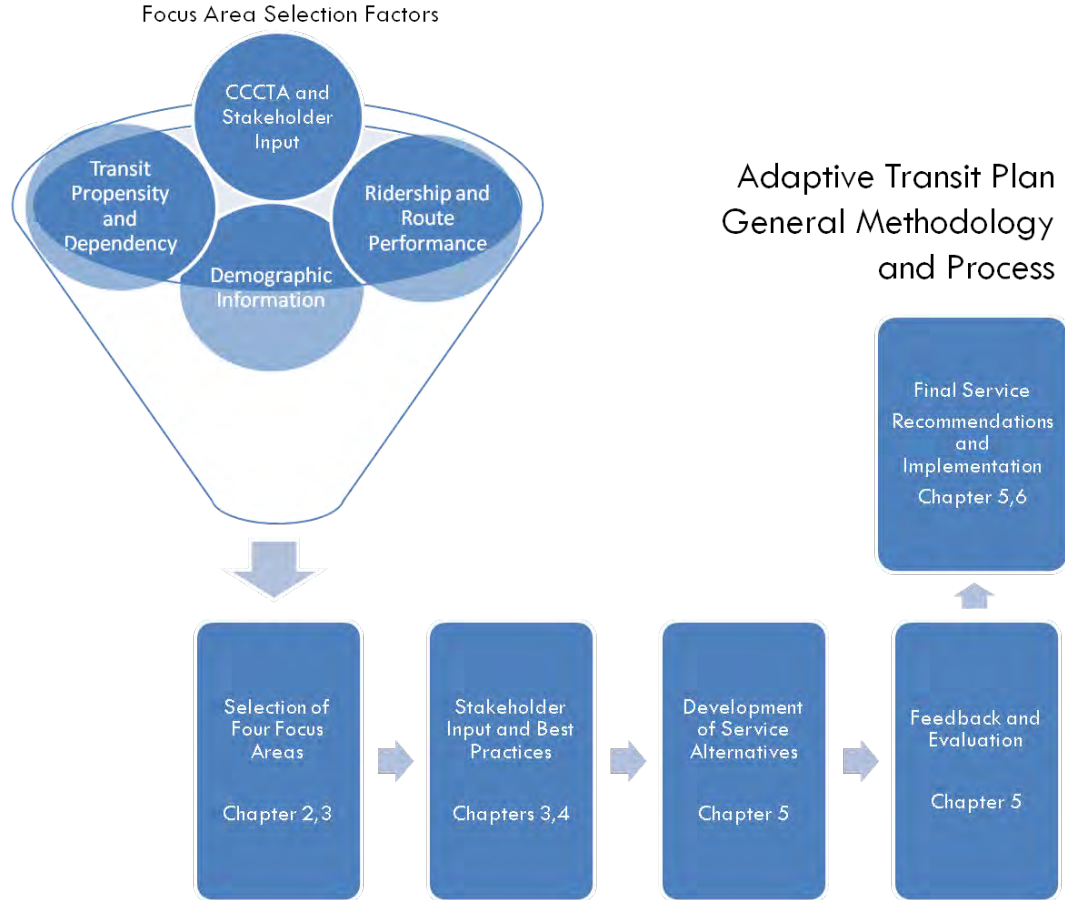 Focus Area Selection Factors
CCCTA and
Stakeholder
Input
Transit
Propensity
and
Dependency
Ridership and
Route
Performance
Demographic
Information
Adaptive Transit Plan
General Methodology
and Process
Selection of
Four Focus
Areas
Chapter 2,3
Stakeholder
Input and Best
Practices
Chapters 3,4
Development
of Service
Alternatives
Chapter 5
Feedback and
Evaluation
Chapter 5
Final Service
Recommendations
and
Implementation
Chapter 5,6